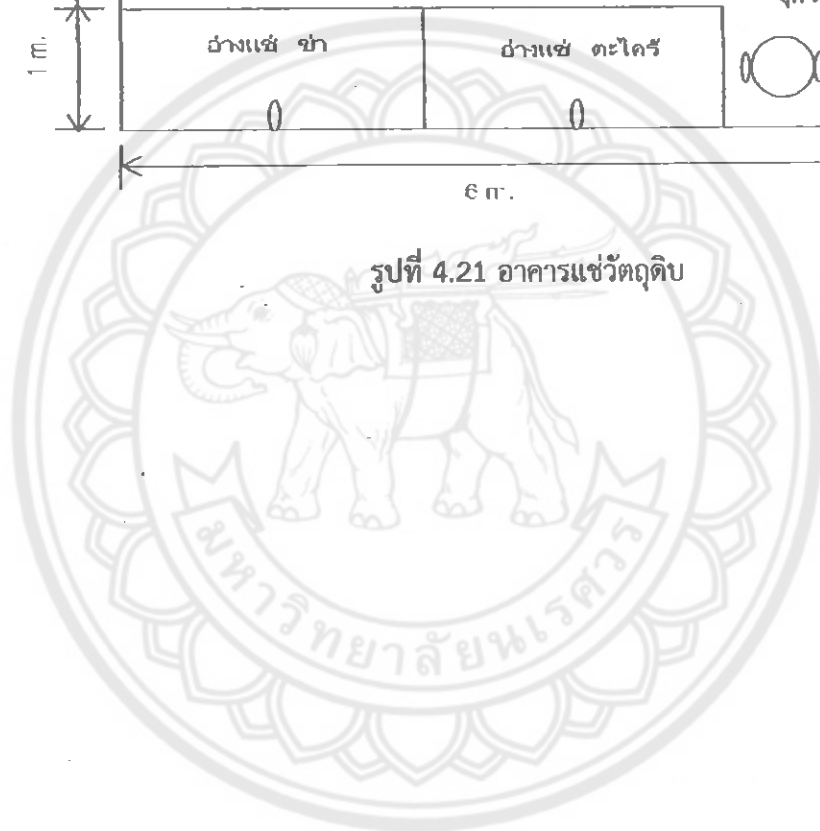 อ่างแช่ ข่า
อ่างแช่ ตะไคร้
1 m.
6 m.
รูปที่ 4.21 อาคารแช่วัตถุดิบ
มหาวิทยาลัยนเรศวร